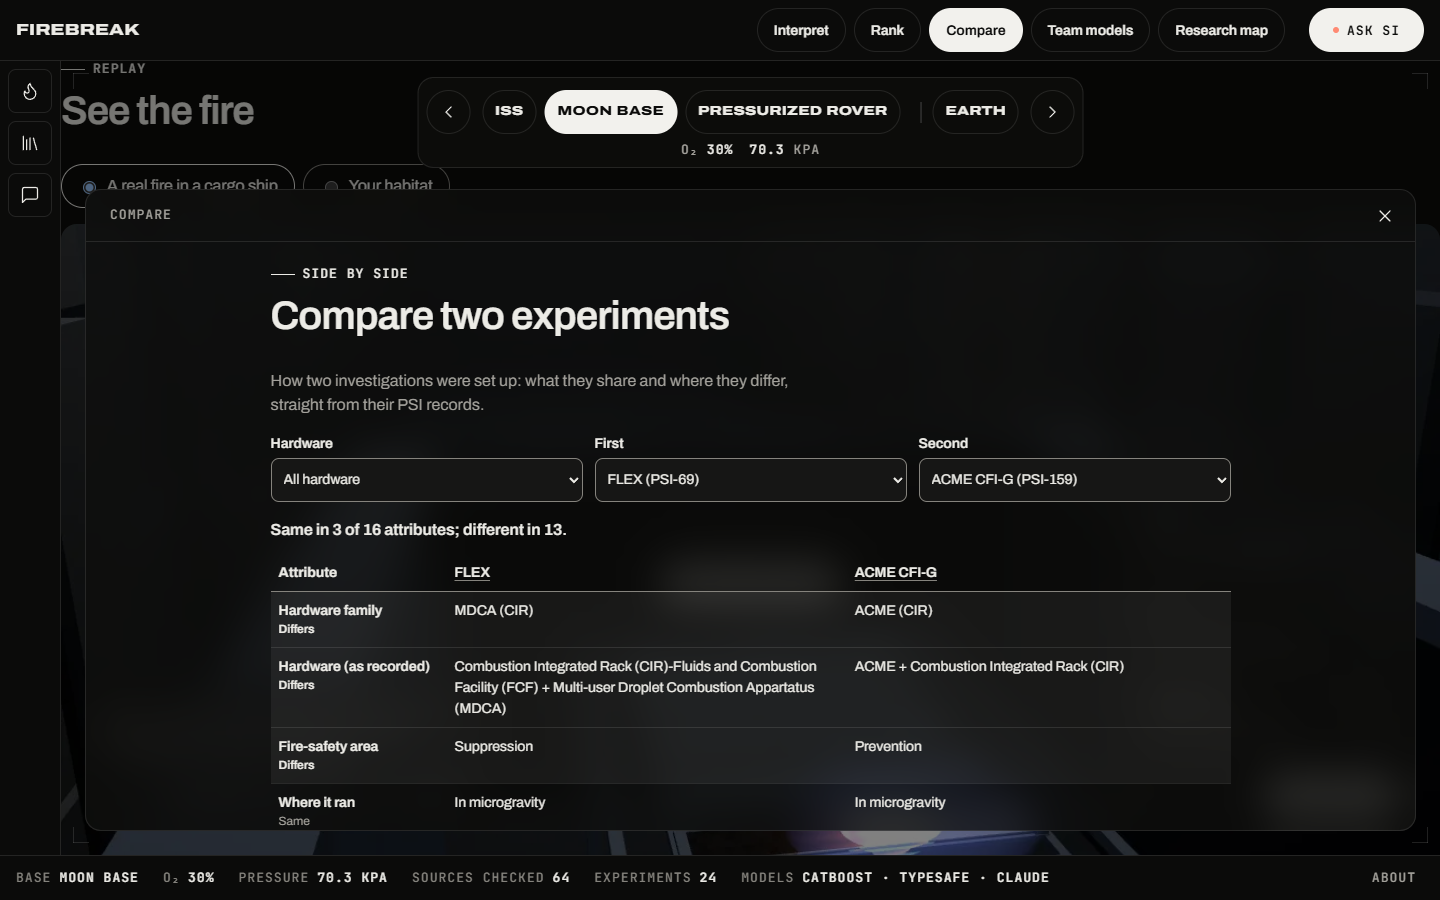 FIREBREAK
Interpret
Rank
Compare
Team models
Research map
ASK SI
REPLAY
See the fire
ISS
MOON BASE
PRESSURIZED ROVER
EARTH
O₂ 30% 70.3 KPA
A real fire in a cargo ship
Your habitat
COMPARE
SIDE BY SIDE
Compare two experiments
How two investigations were set up: what they share and where they differ,
straight from their PSI records.
Hardware
First
Second
All hardware
FLEX (PSI-69)
ACME CFI-G (PSI-159)
Same in 3 of 16 attributes; different in 13.
Attribute
FLEX
ACME CFI-G
Hardware family
Differs
MDCA (CIR)
ACME (CIR)
Hardware (as recorded)
Differs
Combustion Integrated Rack (CIR)-Fluids and Combustion
Facility (FCF) + Multi-user Droplet Combustion Appartatus
(MDCA)
ACME + Combustion Integrated Rack (CIR)
Fire-safety area
Differs
Suppression
Prevention
Where it ran
Same
In microgravity
In microgravity
BASE MOON BASE
O₂ 30%
PRESSURE 70.3 KPA
SOURCES CHECKED 64
EXPERIMENTS 24
MODELS CATBOOST · TYPESAFE · CLAUDE
ABOUT